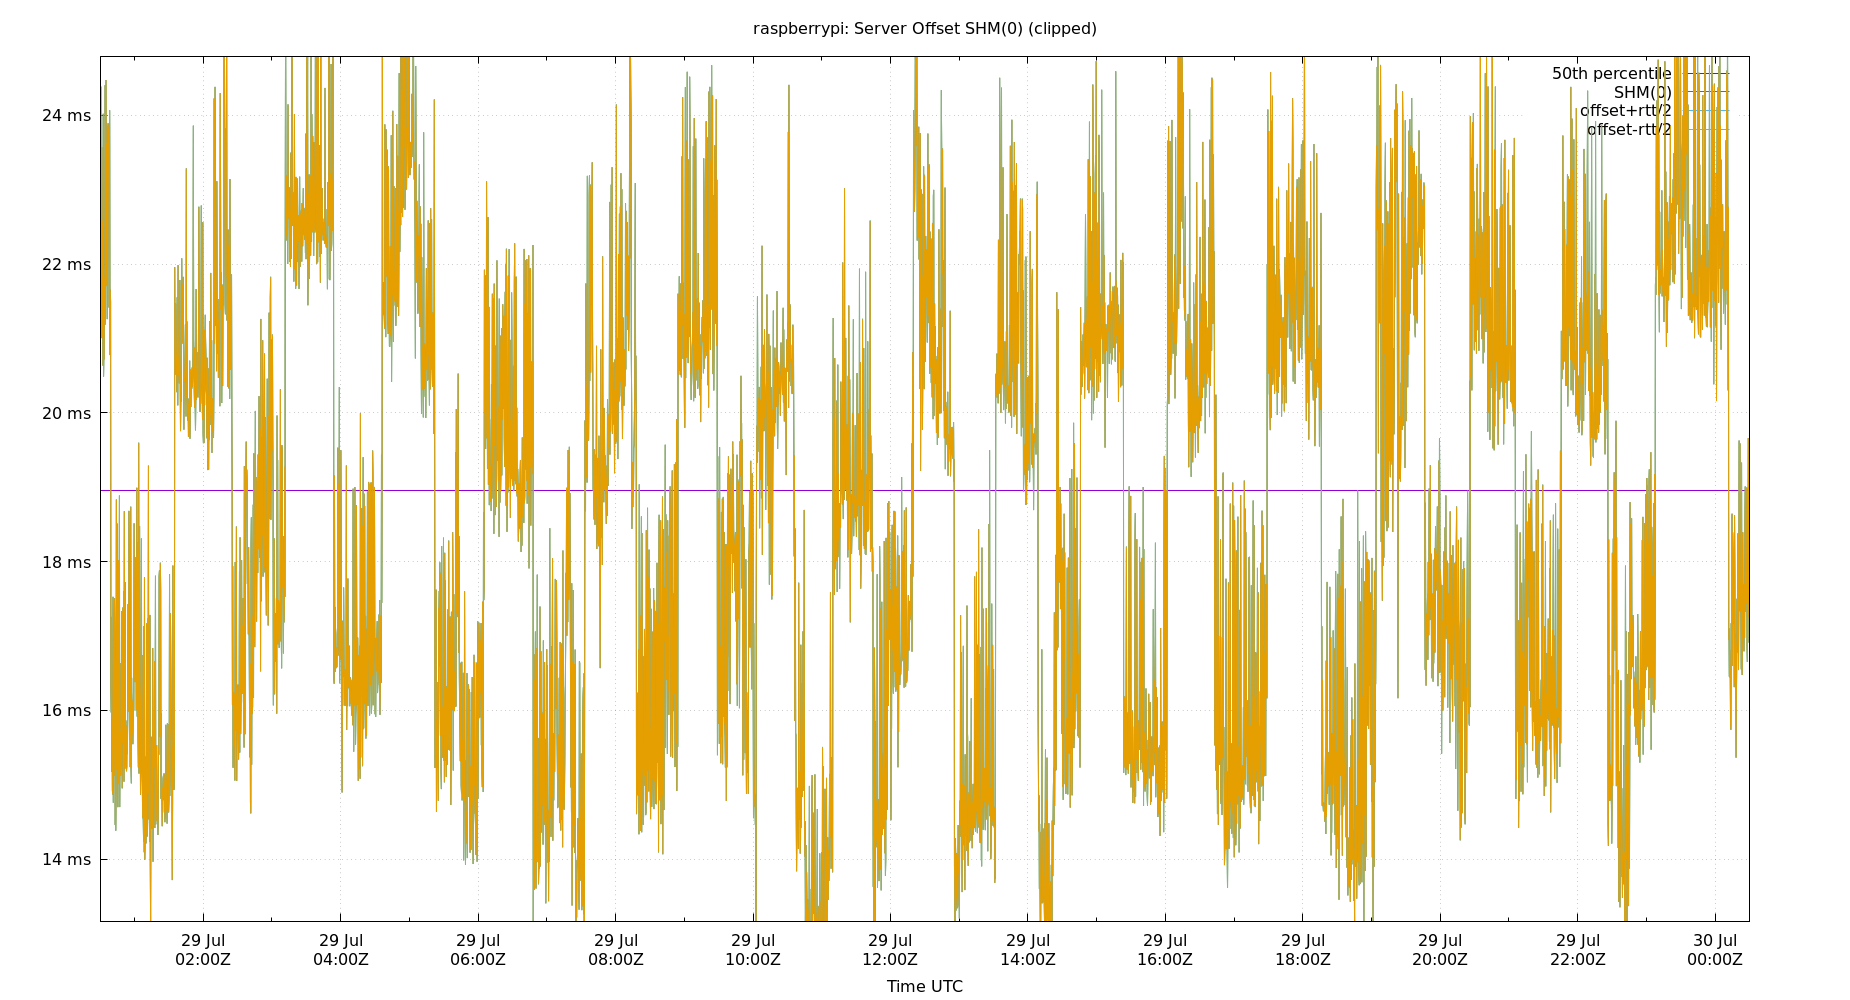 raspberrypi: Server Offset SHM(0) (clipped)
50th percentile
SHM(0)
offset+rtt/2
offset-rtt/2
24 ms
22 ms
20 ms
18 ms
16 ms
14 ms
29 Jul 29 Jul 29 Jul 29 Jul 29 Jul 29 Jul 29 Jul 29 Jul 29 Jul 29 Jul 29 Jul 30 Jul
02:00Z 04:00Z 06:00Z 08:00Z 10:00Z 12:00Z 14:00Z 16:00Z 18:00Z 20:00Z 22:00Z 00:00Z
Time UTC